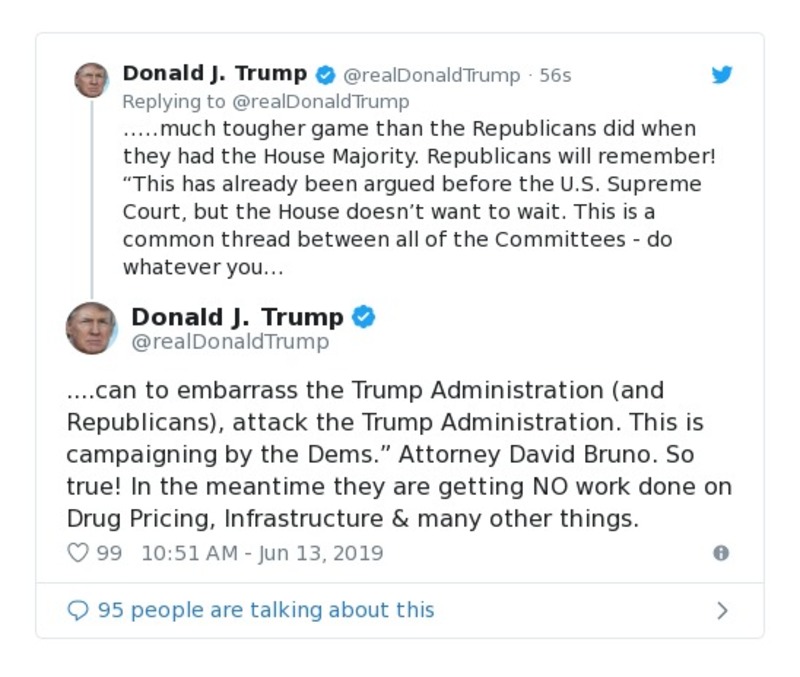 Donald J. Trump @realDonaldTrump · 56s
Replying to @realDonaldTrump
.....much tougher game than the Republicans did when
they had the House Majority. Republicans will remember!
“This has already been argued before the U.S. Supreme
Court, but the House doesn’t want to wait. This is a
common thread between all of the Committees - do
whatever you…
Donald J. Trump
@realDonaldTrump
....can to embarrass the Trump Administration (and
Republicans), attack the Trump Administration. This is
campaigning by the Dems.” Attorney David Bruno. So
true! In the meantime they are getting NO work done on
Drug Pricing, Infrastructure & many other things.
99 10:51 AM - Jun 13, 2019
95 people are talking about this